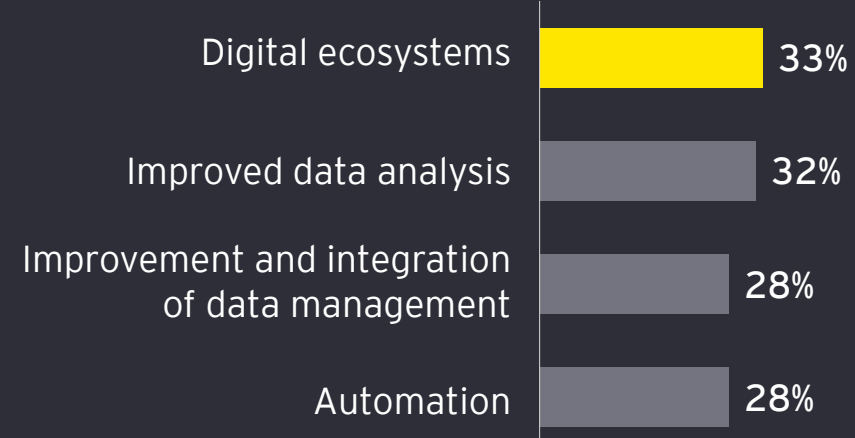 Digital ecosystems 33%
Improved data analysis 32%
Improvement and integration
of data management 28%
Automation 28%